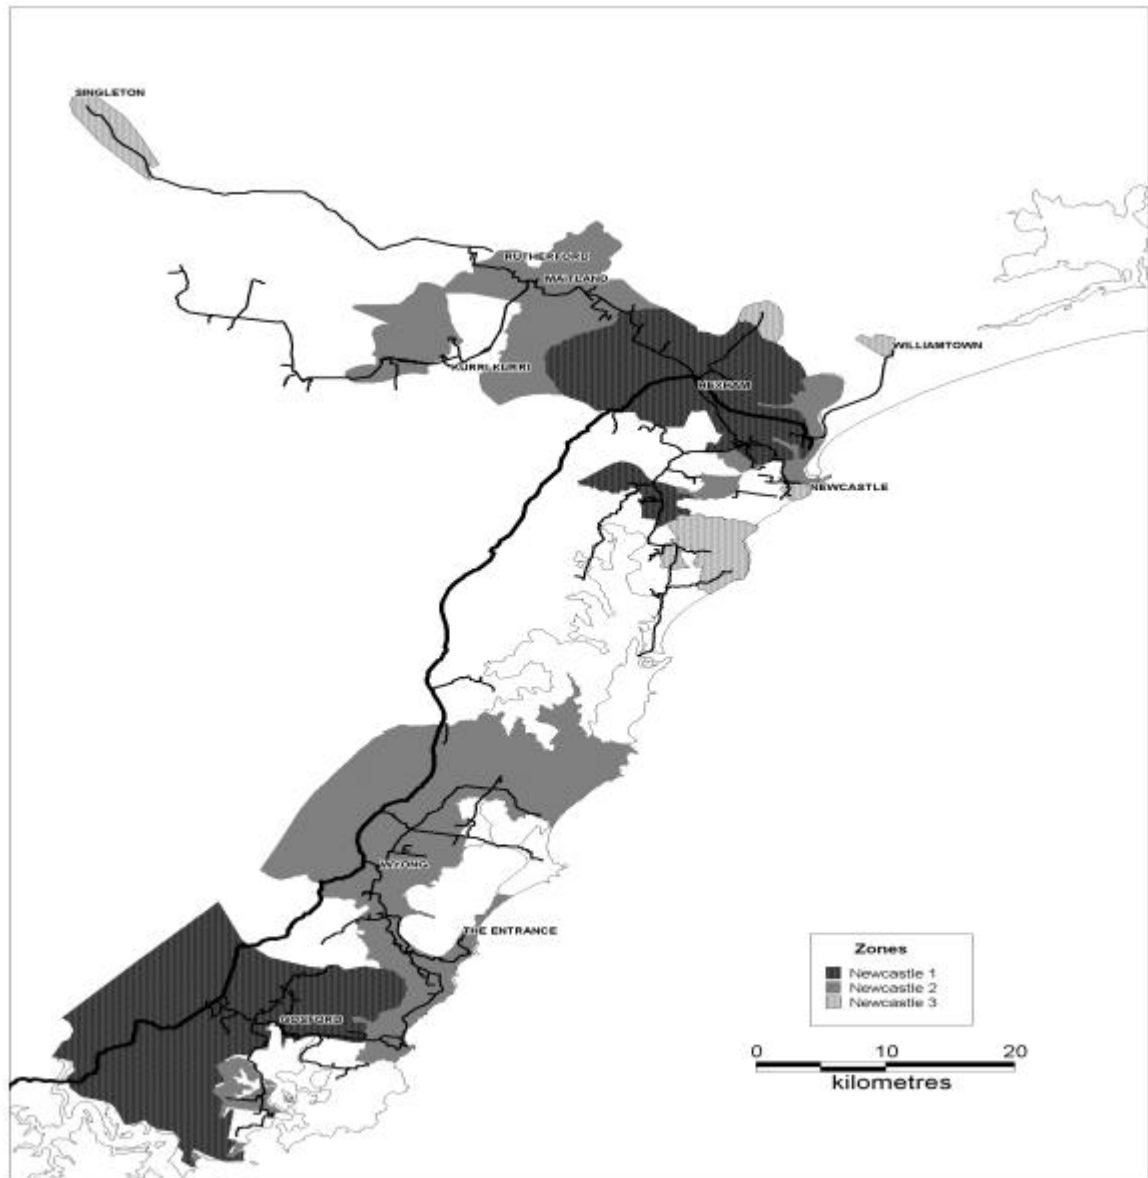 SINGLETON
RUTHERFORD
MAITLAND
WILLIAMTOWN
KURRI KURRI
HEXHAM
NEWCASTLE
WYONG
THE ENTRANCE
Zones
Newcastle 1
Newcastle 2
Newcastle 3
GOSFORD
0 10 20
kilometres